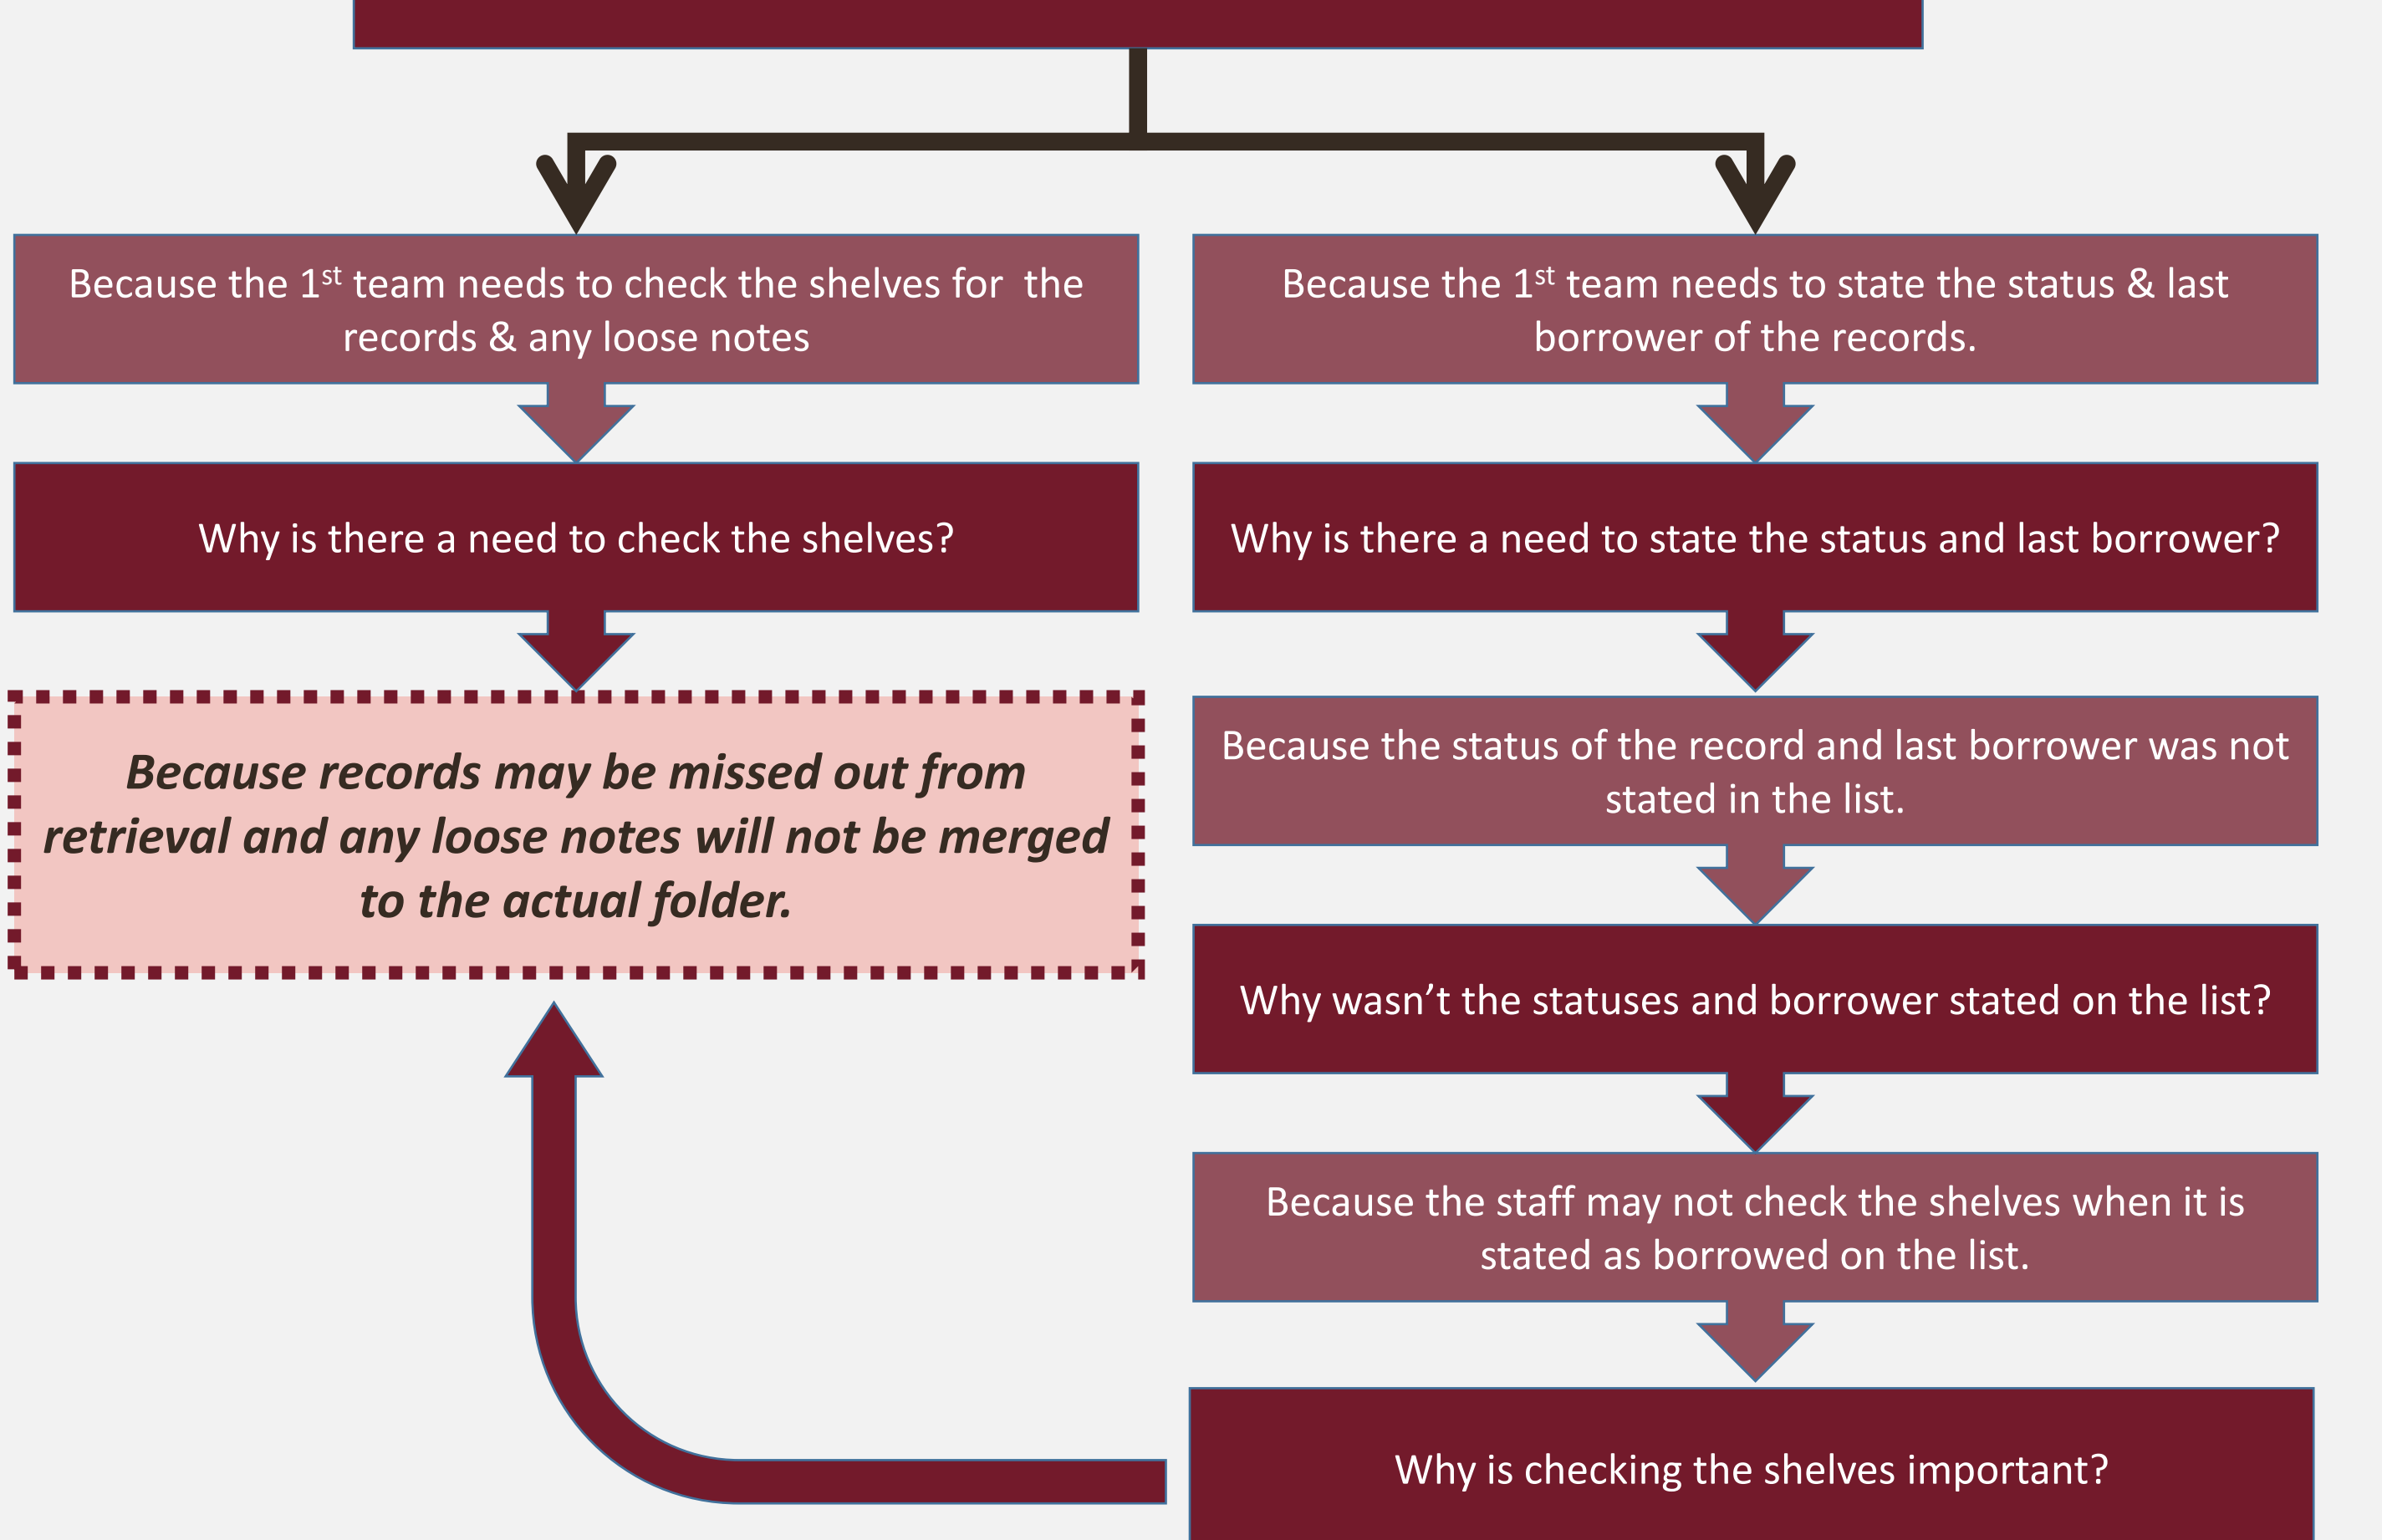 Because the 1st team needs to check the shelves for  the
records & any loose notes
Why is there a need to check the shelves?
Because records may be missed out from
retrieval and any loose notes will not be merged
to the actual folder.
Because the 1st team needs to state the status & last
borrower of the records.
Why is there a need to state the status and last borrower?
Because the status of the record and last borrower was not
stated in the list.
Why wasn’t the statuses and borrower stated on the list?
Because the staff may not check the shelves when it is
stated as borrowed on the list.
Why is checking the shelves important?